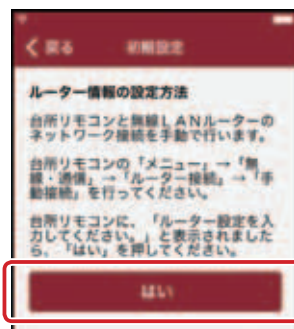 戻る 初期設定
ルーター情報の設定方法
台所リモコンと無線LANルーターの
ネットワーク接続を手動で行います。
台所リモコンの「メニュー」→「無
線・通信」→「ルーター接続」→「手
動接続」を行ってください。
台所リモコンに、「ルーター設定を入
力してください。」と表示されました
ら、「はい」を押してください。
はい